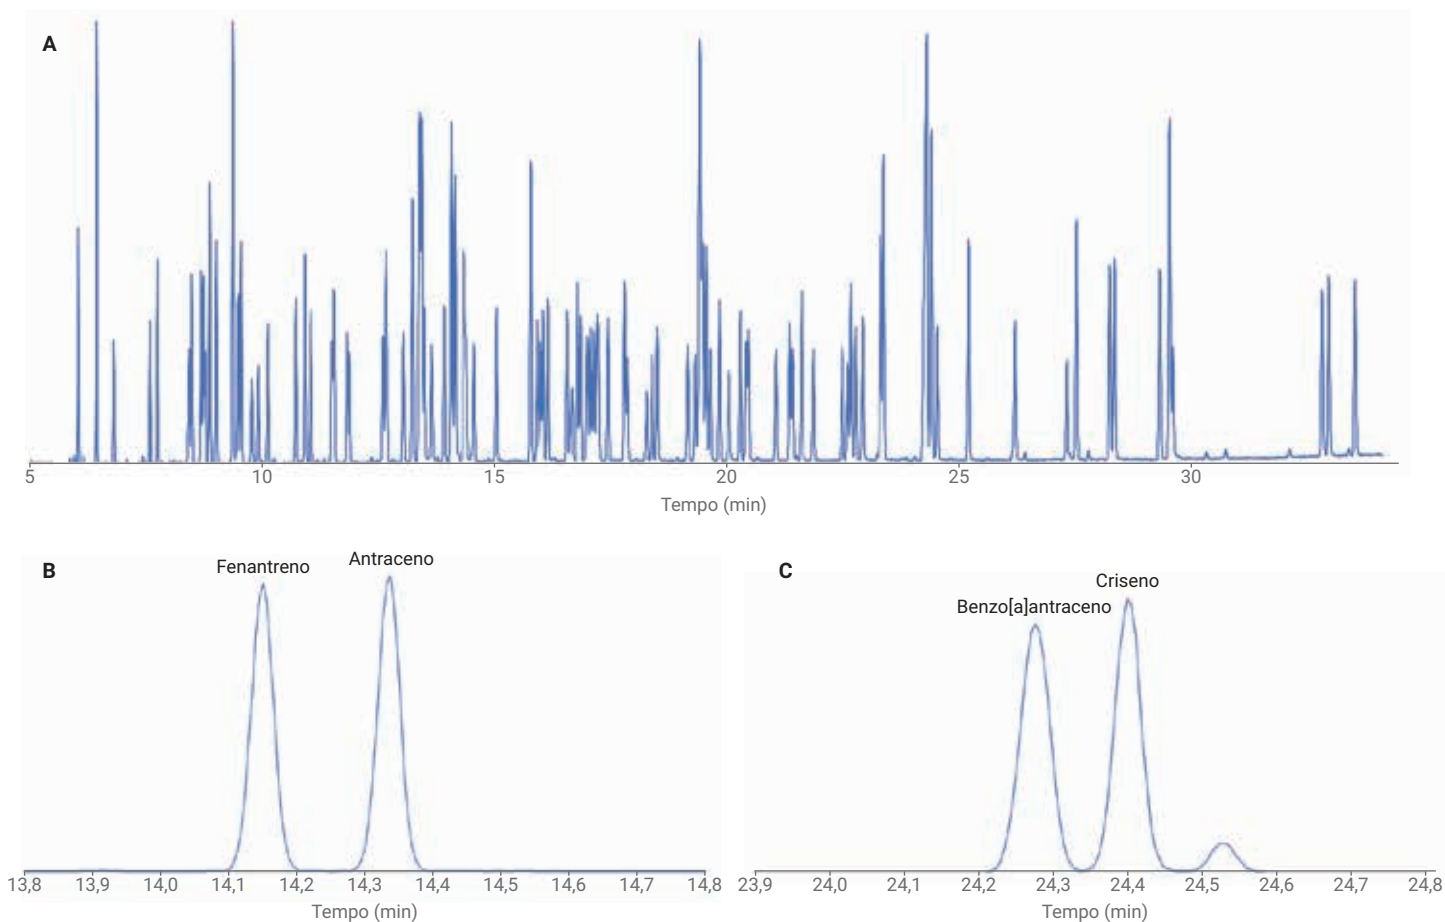 A
5 10 15 20 25 30
Tempo (min)
B
Fenantreno
Antraceno
13,8 13,9 14,0 14,1 14,2 14,3 14,4 14,5 14,6 14,7 14,8
Tempo (min)
C
Criseno
Benzo[a]antraceno
23,9 24,0 24,1 24,2 24,3 24,4 24,5 24,6 24,7 24,8
Tempo (min)